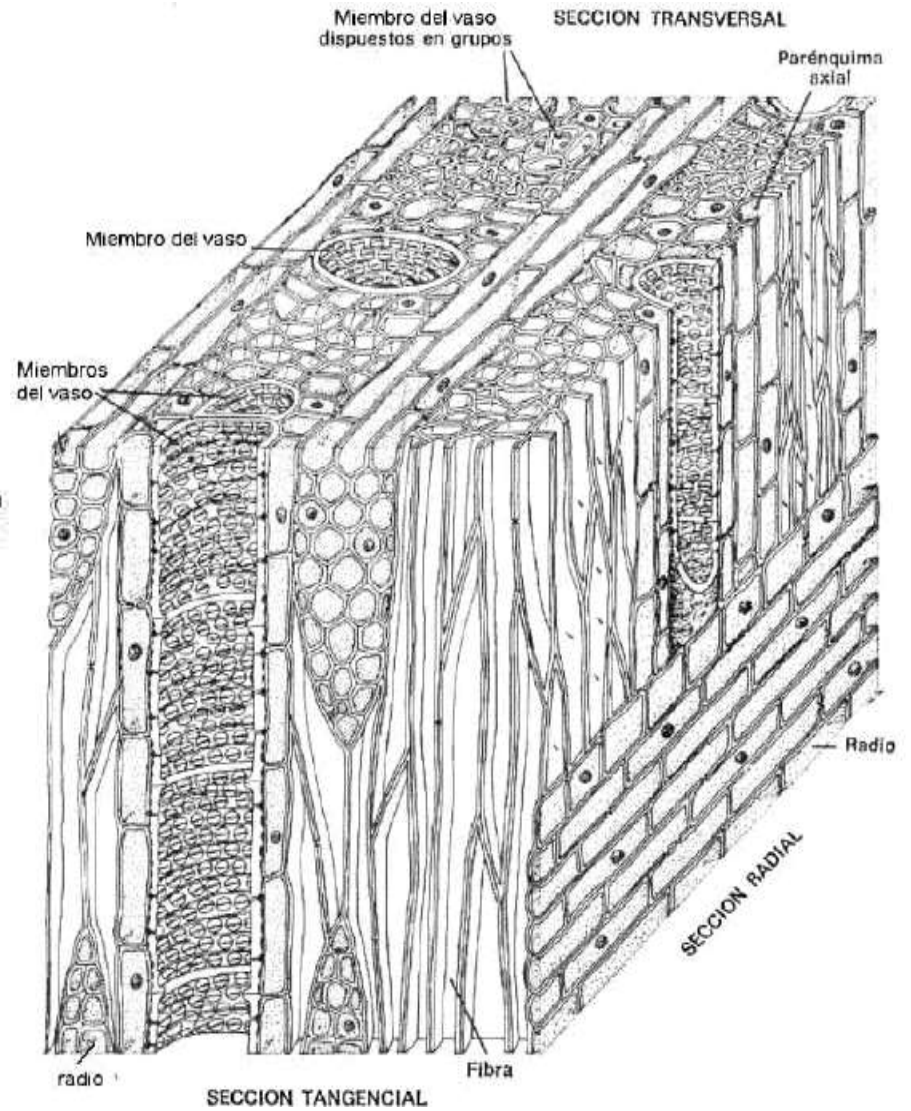 Miembro del vaso
dispuestos en grupos
SECCION TRANSVERSAL
Parénquima
axial
Miembro del vaso
Miembros
del vaso
Radio
SECCION RADIAL
Fibra
radio
SECCION TANGENCIAL